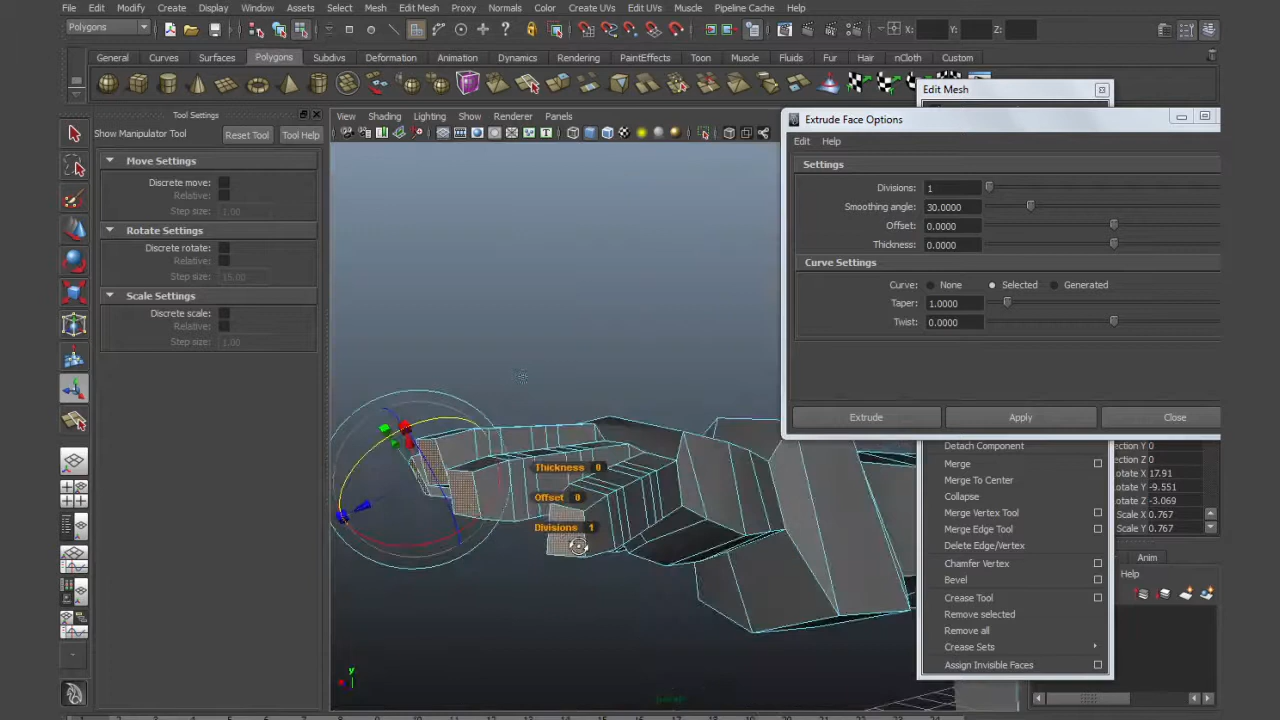 File Edit Modify Create Display Window Assets Select Mesh Edit Mesh Proxy Normals Color Create UVs Edit UVs Muscle Pipeline Cache Help
Polygons X: Y: Z:
General Curves Surfaces Polygons Subdivs Deformation Animation Dynamics Rendering PaintEffects Toon Muscle Fluids Fur Hair nCloth Custom
Edit Mesh
Tool Settings
Show Manipulator Tool Reset Tool Tool Help
Move Settings
Discrete move:
Relative:
Step size: 1.00
Rotate Settings
Discrete rotate:
Relative:
Step size: 15.00
Scale Settings
Discrete scale:
Relative:
Step size: 1.00
View Shading Lighting Show Renderer Panels
Thickness 0
Offset 0
Divisions 1
y
Extrude Face Options
Edit Help
Settings
Divisions: 1
Smoothing angle: 30.0000
Offset: 0.0000
Thickness: 0.0000
Curve Settings
Curve: None Selected Generated
Taper: 1.0000
Twist: 0.0000
Extrude Apply Close
Detach Component
Merge
Merge To Center
Collapse
Merge Vertex Tool
Merge Edge Tool
Delete Edge/Vertex
Chamfer Vertex
Bevel
Crease Tool
Remove selected
Remove all
Crease Sets
Assign Invisible Faces
ection Y 0
ection Z 0
otate X 17.91
otate Y -9.551
otate Z -3.069
Scale X 0.767
Scale Y 0.767
Anim
Help